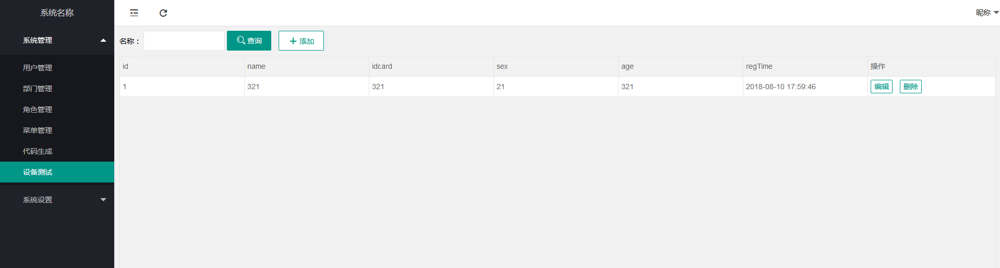 系统名称
昵称
系统管理
用户管理
部门管理
角色管理
菜单管理
代码生成
设备测试
系统设置
名称： 查询 添加
id name idcard sex age regTime 操作
1 321 321 21 321 2018-08-10 17:59:46 编辑 删除